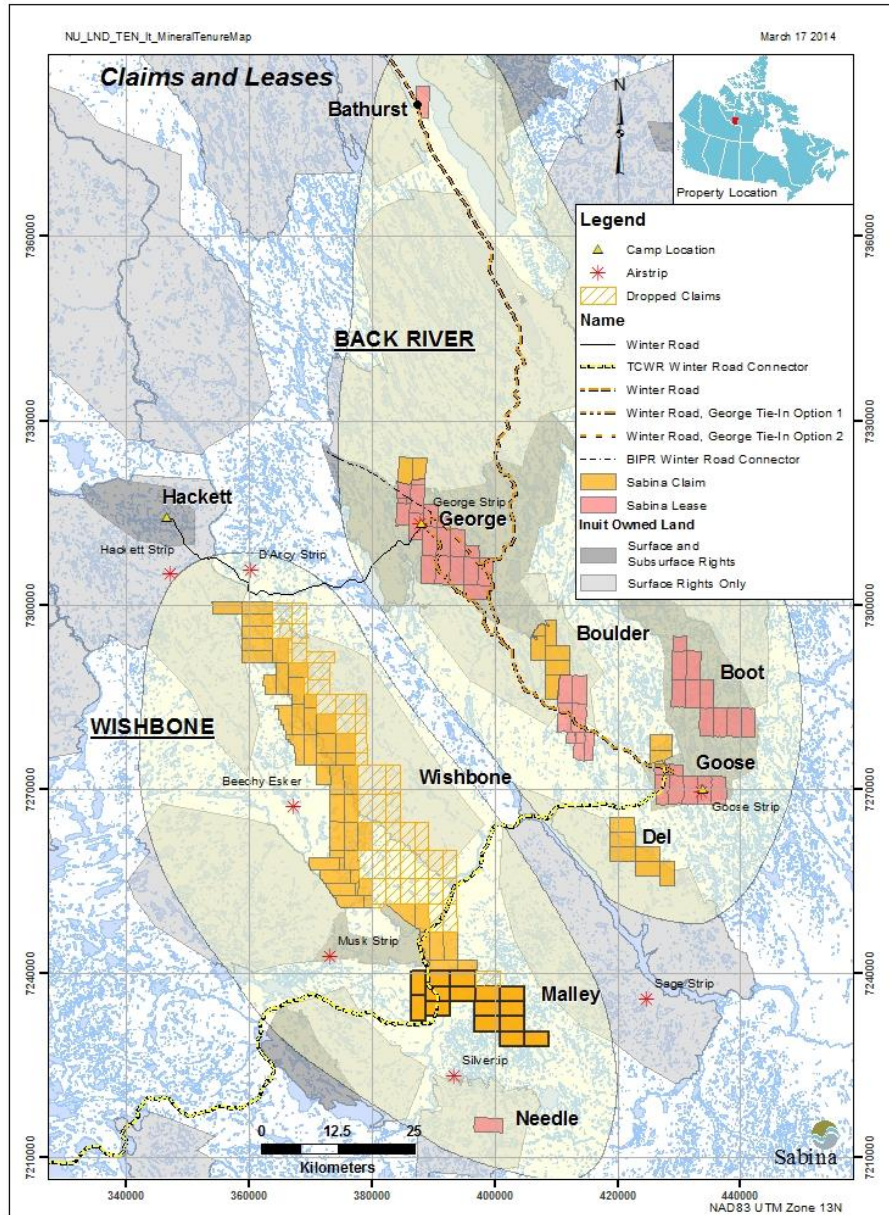 NU_LND_TEN_lt_MineralTenureMap
March 17 2014
Claims and Leases
N
Bathurst
Property Location
Legend
Camp Location
Airstrip
Dropped Claims
Name
Winter Road
TCWR Winter Road Connector
Winter Road
Winter Road, George Tie-In Option 1
Winter Road, George Tie-In Option 2
BIPR Winter Road Connector
Sabina Claim
Sabina Lease
Inuit Owned Land
Surface and
Subsurface Rights
Surface Rights Only
BACK RIVER
Hackett
George Strip
George
Hackett Strip
D'Arcy Strip
Boulder
Boot
WISHBONE
Wishbone
Goose
Beechy Esker
Goose Strip
Del
Musk Strip
Malley
Sage Strip
Silvertip
Needle
0 12.5 25
Kilometers
Sabina
7360000
7330000
7300000
7270000
7240000
7210000
7360000
7330000
7300000
7270000
7240000
7210000
340000 360000 380000 400000 420000 440000
NAD83 UTM Zone 13N